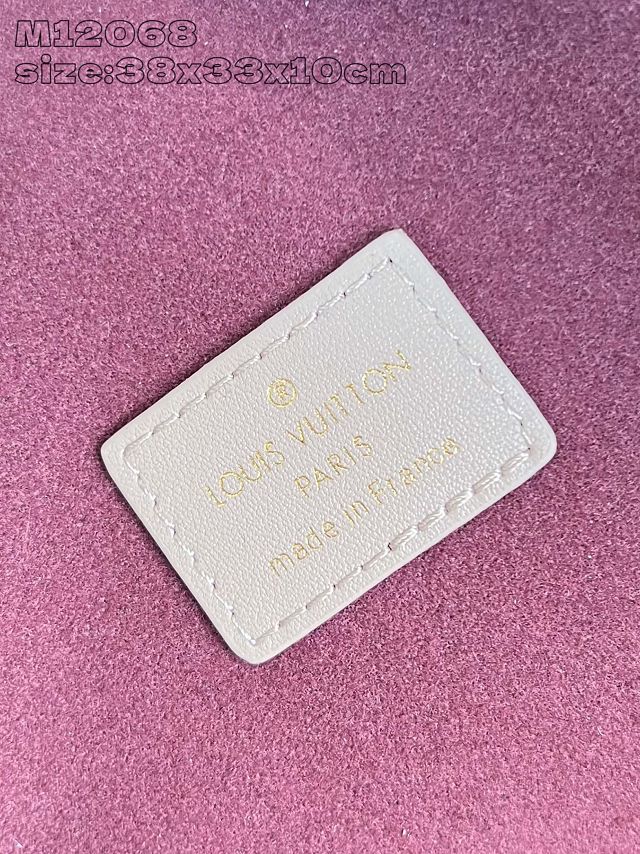 M12068
size:38x33x10cm
®
LOUIS VUITTON
PARIS
made in France